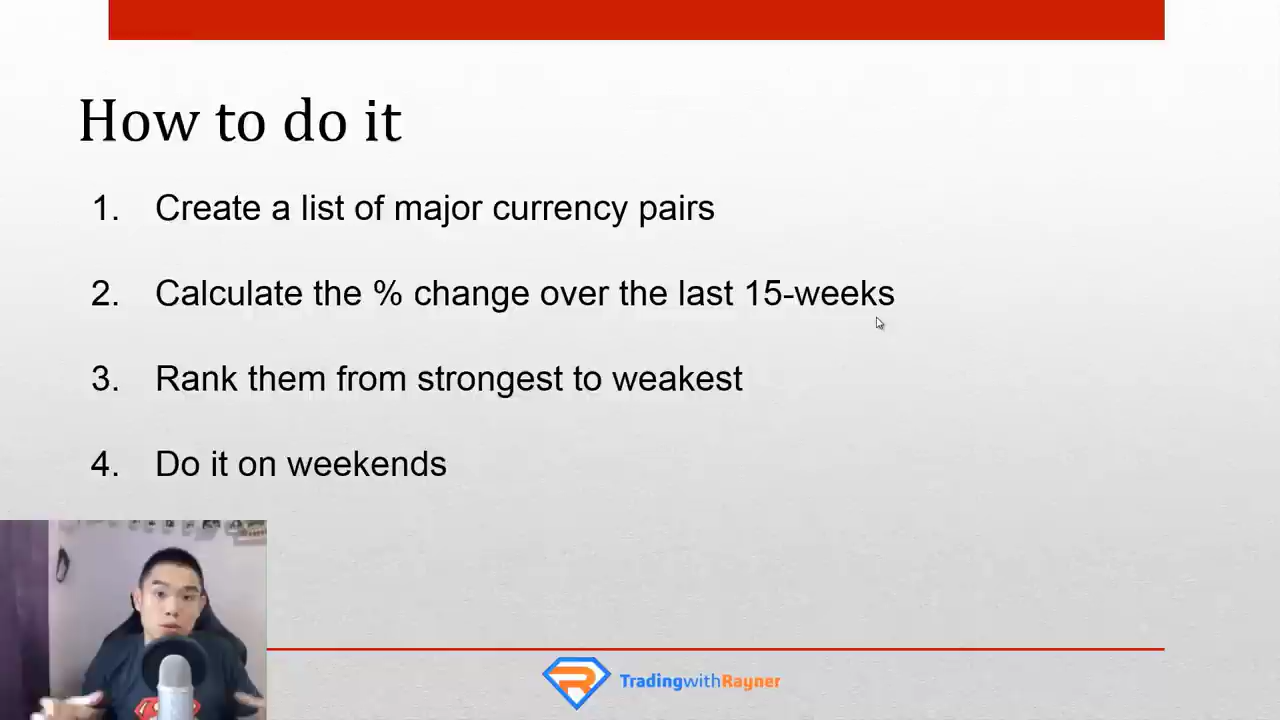 How to do it
1. Create a list of major currency pairs
2. Calculate the % change over the last 15-weeks
3. Rank them from strongest to weakest
4. Do it on weekends
TradingwithRayner